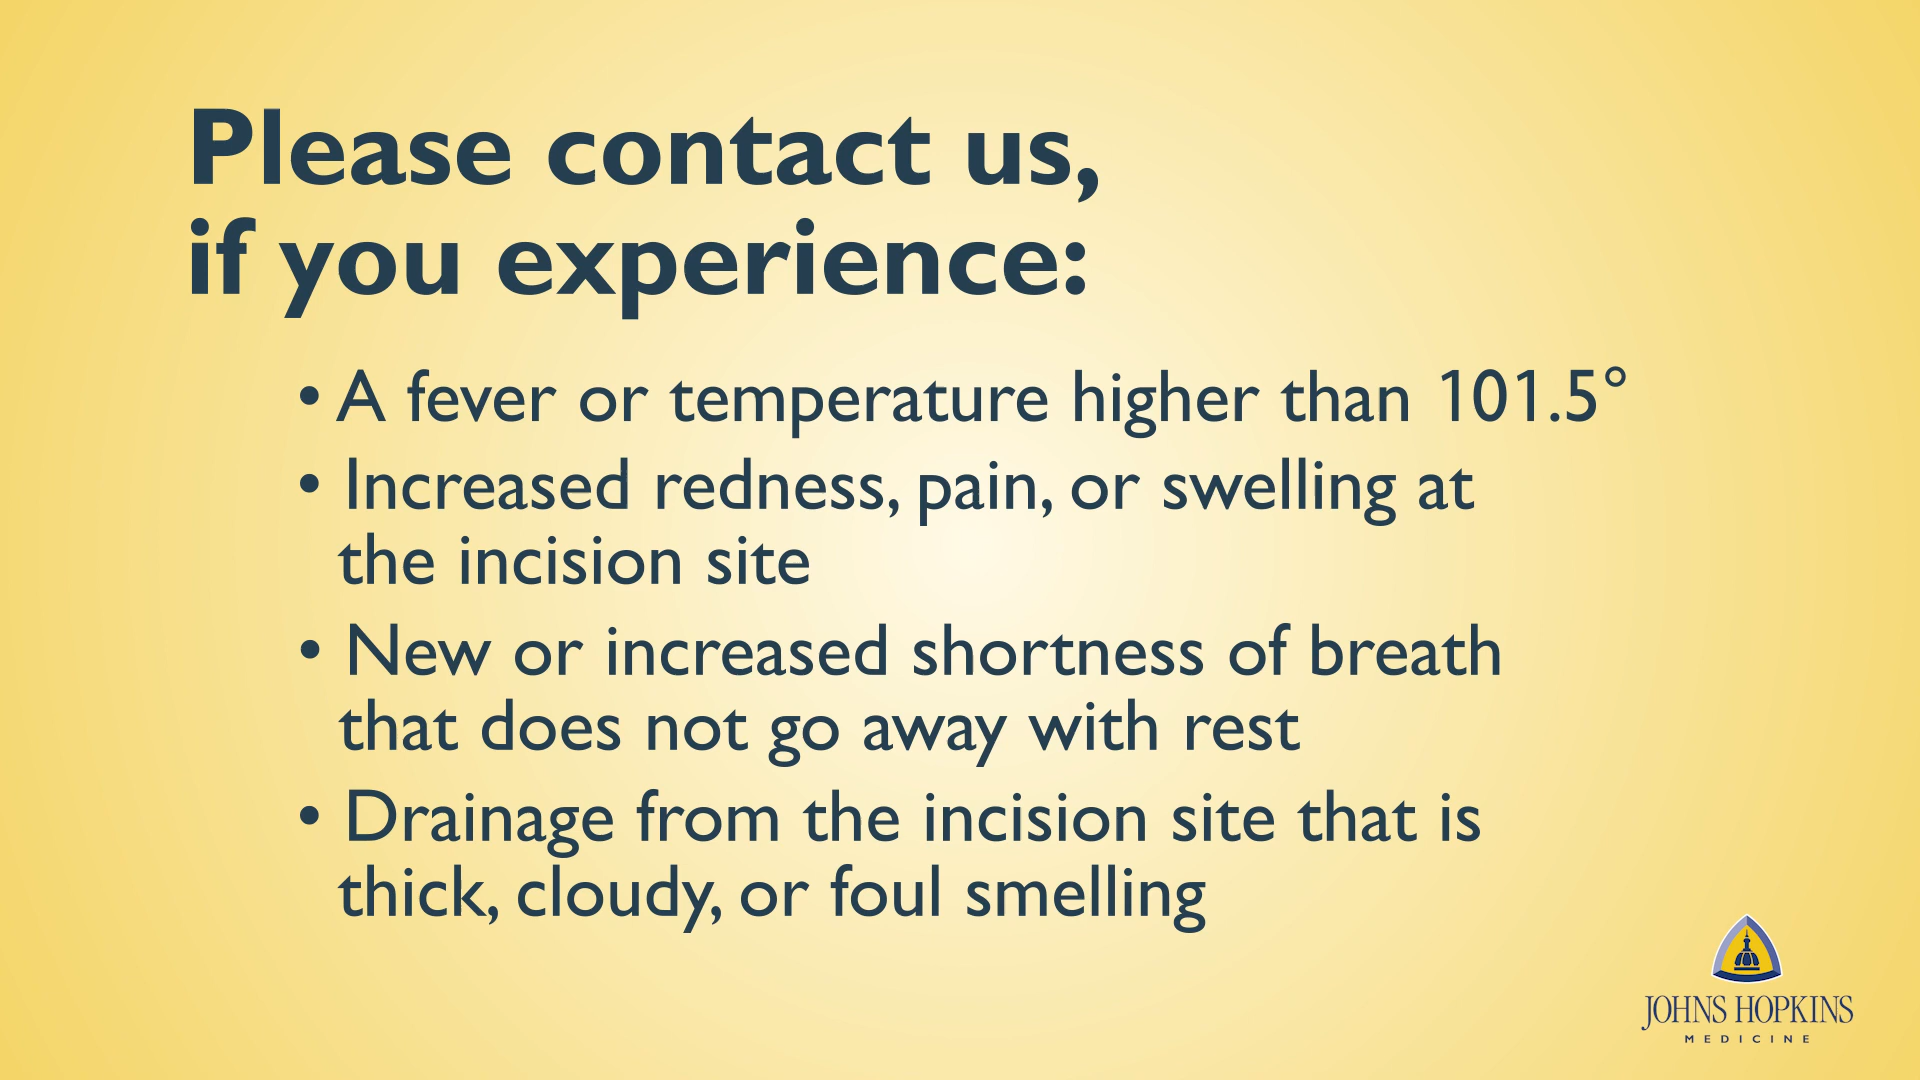 Please contact us,
if you experience:
• A fever or temperature higher than 101.5°
• Increased redness, pain, or swelling at
the incision site
• New or increased shortness of breath
that does not go away with rest
• Drainage from the incision site that is
thick, cloudy, or foul smelling
JOHNS HOPKINS
MEDICINE